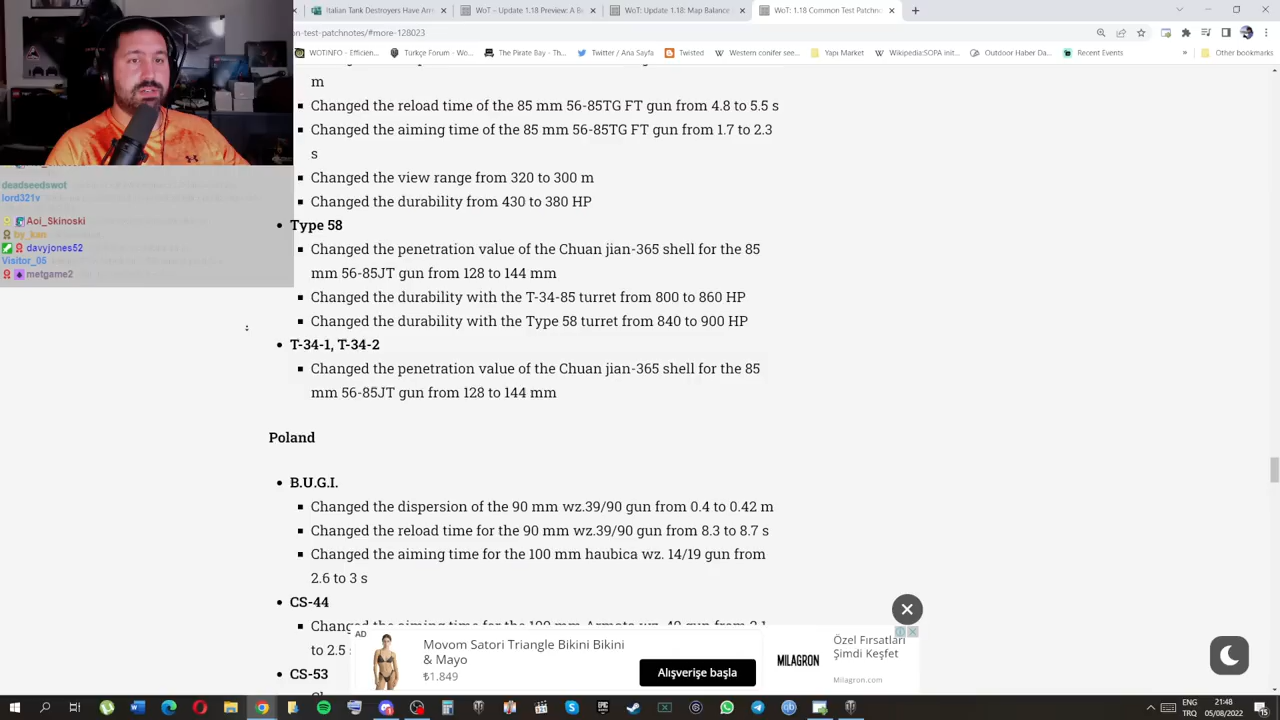 Italian Tank Destroyers Have Arr
WoT – Update 1.18 Preview: A B
WoT: Update 1.18: Map Balance
WoT: 1.18 Common Test Patchno
on-test-patchnotes/#more-128023
WOTINFO - Efficien...
Türkçe Forum - Wo...
The Pirate Bay - Th...
Twitter / Ana Sayfa
Twisted
Western conifer see...
Yapı Market
Wikipedia:SOPA init...
Outdoor Haber Da...
Recent Events
»
Other bookmarks
m
Changed the reload time of the 85 mm 56-85TG FT gun from 4.8 to 5.5 s
Changed the aiming time of the 85 mm 56-85TG FT gun from 1.7 to 2.3
s
Changed the view range from 320 to 300 m
Changed the durability from 430 to 380 HP
Type 58
Changed the penetration value of the Chuan jian-365 shell for the 85
mm 56-85JT gun from 128 to 144 mm
Changed the durability with the T-34-85 turret from 800 to 860 HP
Changed the durability with the Type 58 turret from 840 to 900 HP
T-34-1, T-34-2
Changed the penetration value of the Chuan jian-365 shell for the 85
mm 56-85JT gun from 128 to 144 mm
Poland
B.U.G.I.
Changed the dispersion of the 90 mm wz.39/90 gun from 0.4 to 0.42 m
Changed the reload time for the 90 mm wz.39/90 gun from 8.3 to 8.7 s
Changed the aiming time for the 100 mm haubica wz. 14/19 gun from
2.6 to 3 s
CS-44
to 2.5 s
CS-53
deadseedswot
lord321v
Aoi_Skinoski
by_kan
davyjones52
Visitor_05
metgame2
AD
Movom Satori Triangle Bikini Bikini
& Mayo
₺1.849
Alışverişe başla
MILAGRON
Özel Fırsatları
Şimdi Keşfet
Milagron.com
ENG
TRQ
21:48
05/08/2022